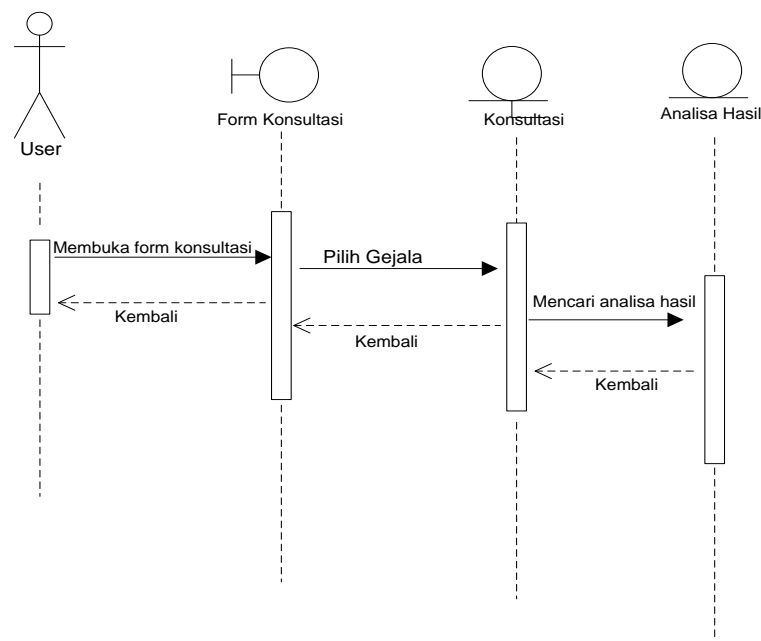 User
Form Konsultasi
Konsultasi
Analisa Hasil
Membuka form konsultasi
Pilih Gejala
Mencari analisa hasil
Kembali
Kembali
Kembali